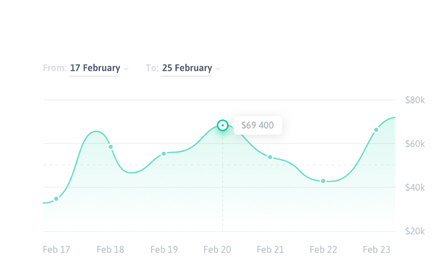 From: 17 February To: 25 February
$80k
$69 400
$60k
$40k
$20k
Feb 17 Feb 18 Feb 19 Feb 20 Feb 21 Feb 22 Feb 23